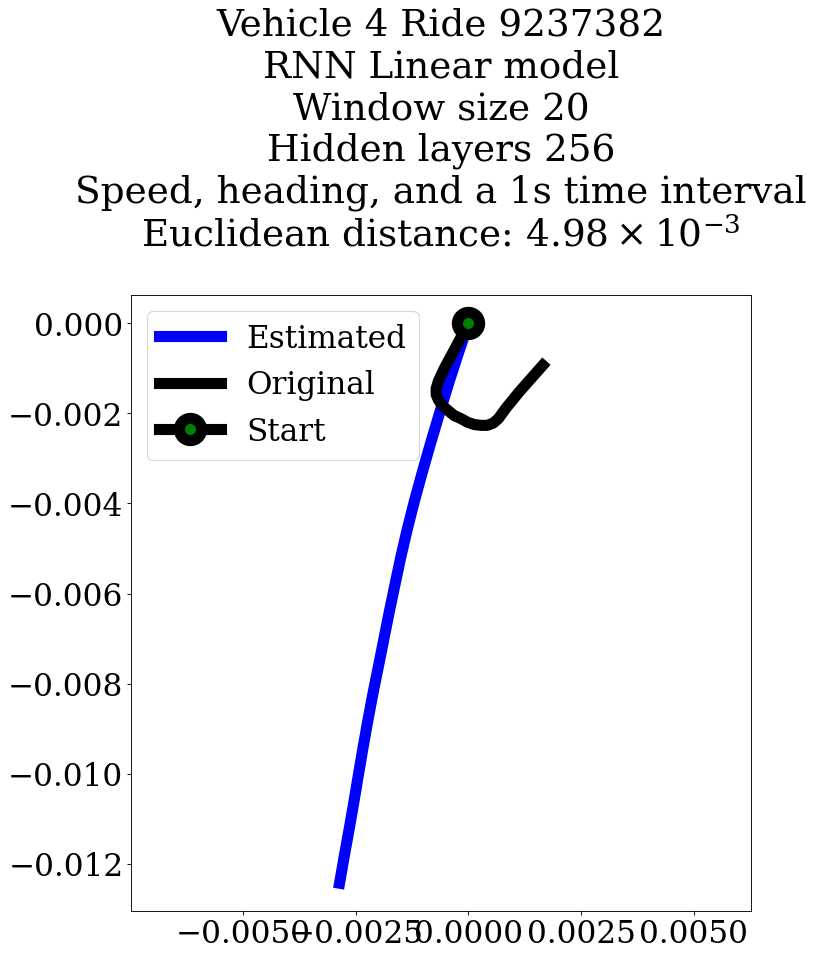 Vehicle 4 Ride 9237382
RNN Linear model
Window size 20
Hidden layers 256
Speed, heading, and a 1s time interval
Euclidean distance: 4.98 × 10⁻³
Estimated
Original
Start
0.000
−0.002
−0.004
−0.006
−0.008
−0.010
−0.012
−0.0050 −0.0025 0.0000 0.0025 0.0050